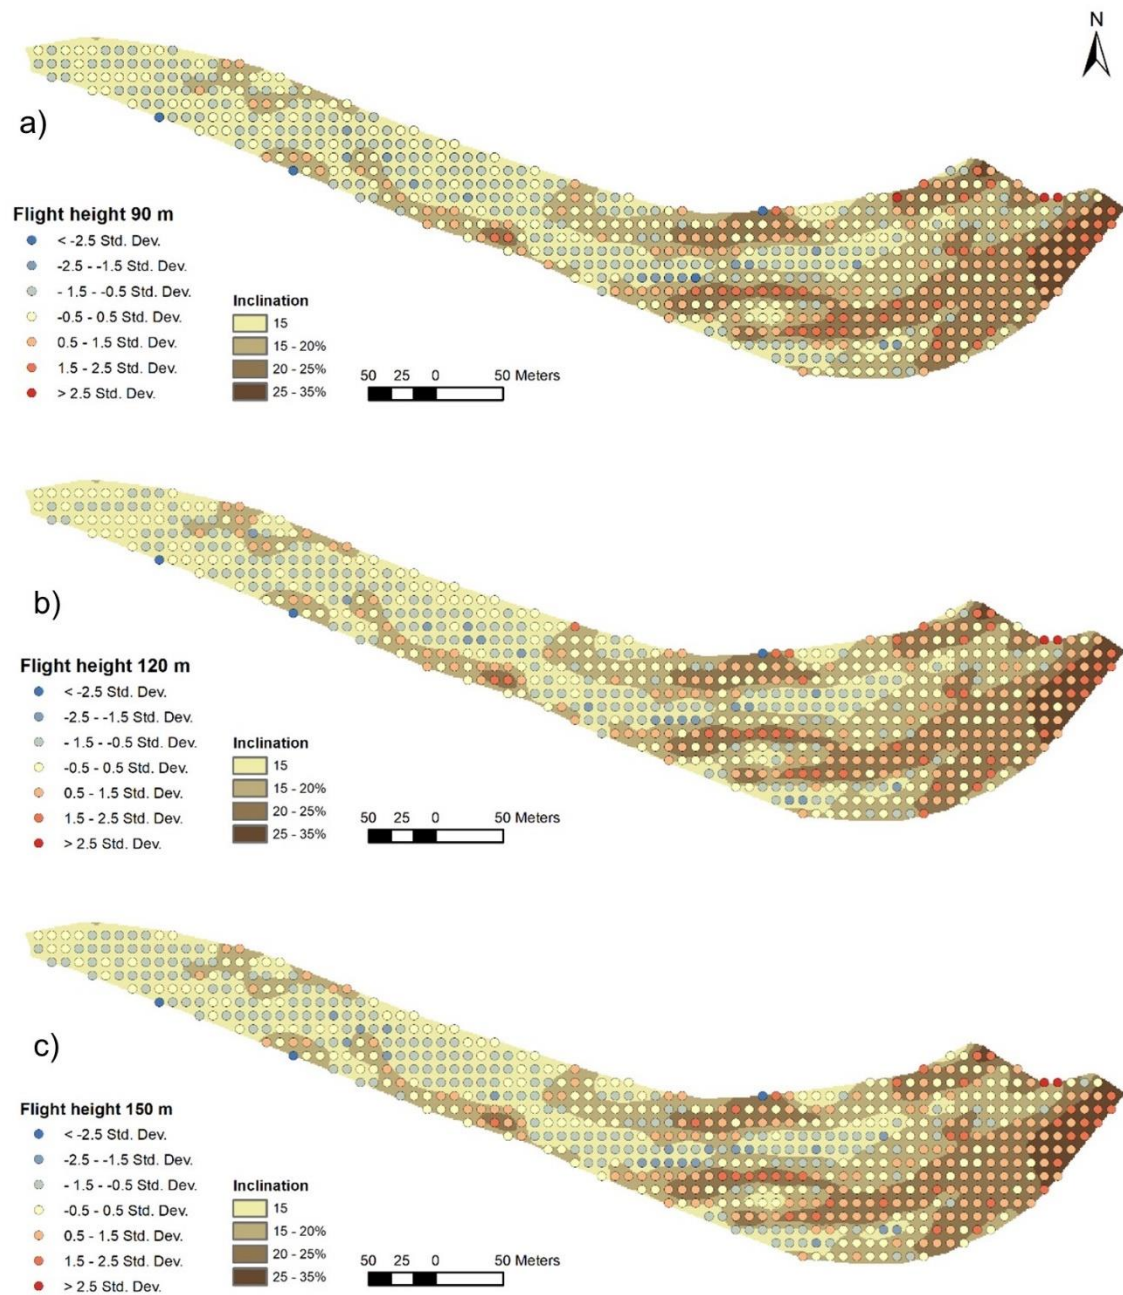 N
a)
Flight height 90 m
< -2.5 Std. Dev.
-2.5 - -1.5 Std. Dev.
- 1.5 - -0.5 Std. Dev.
-0.5 - 0.5 Std. Dev.
0.5 - 1.5 Std. Dev.
1.5 - 2.5 Std. Dev.
> 2.5 Std. Dev.
Inclination
15
15 - 20%
20 - 25%
25 - 35%
50 25 0 50 Meters
b)
Flight height 120 m
< -2.5 Std. Dev.
-2.5 - -1.5 Std. Dev.
- 1.5 - -0.5 Std. Dev.
-0.5 - 0.5 Std. Dev.
0.5 - 1.5 Std. Dev.
1.5 - 2.5 Std. Dev.
> 2.5 Std. Dev.
Inclination
15
15 - 20%
20 - 25%
25 - 35%
50 25 0 50 Meters
c)
Flight height 150 m
< -2.5 Std. Dev.
-2.5 - -1.5 Std. Dev.
- 1.5 - -0.5 Std. Dev.
-0.5 - 0.5 Std. Dev.
0.5 - 1.5 Std. Dev.
1.5 - 2.5 Std. Dev.
> 2.5 Std. Dev.
Inclination
15
15 - 20%
20 - 25%
25 - 35%
50 25 0 50 Meters